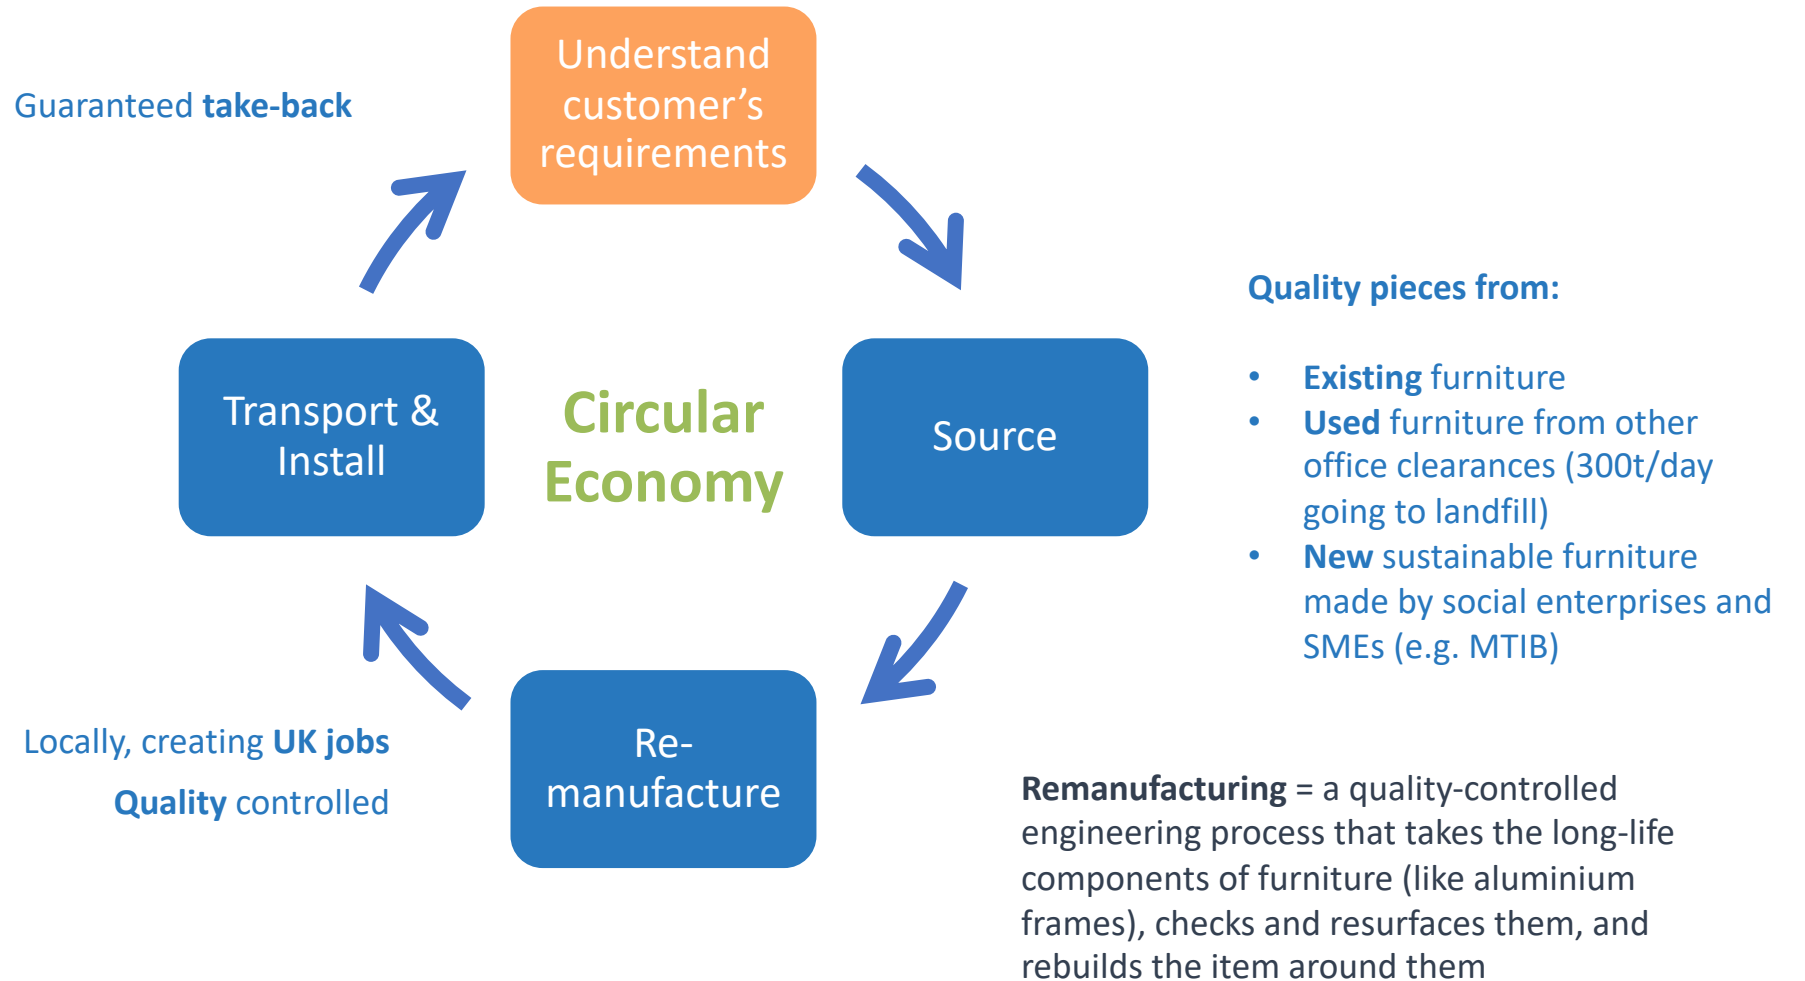 Understand
customer’s
requirements
Guaranteed take-back
Quality pieces from:
• Existing furniture
• Used furniture from other
office clearances (300t/day
going to landfill)
• New sustainable furniture
made by social enterprises and
SMEs (e.g. MTIB)
Transport &
Install
Circular
Economy
Source
Locally, creating UK jobs
Quality controlled
Re-
manufacture
Remanufacturing = a quality-controlled
engineering process that takes the long-life
components of furniture (like aluminium
frames), checks and resurfaces them, and
rebuilds the item around them